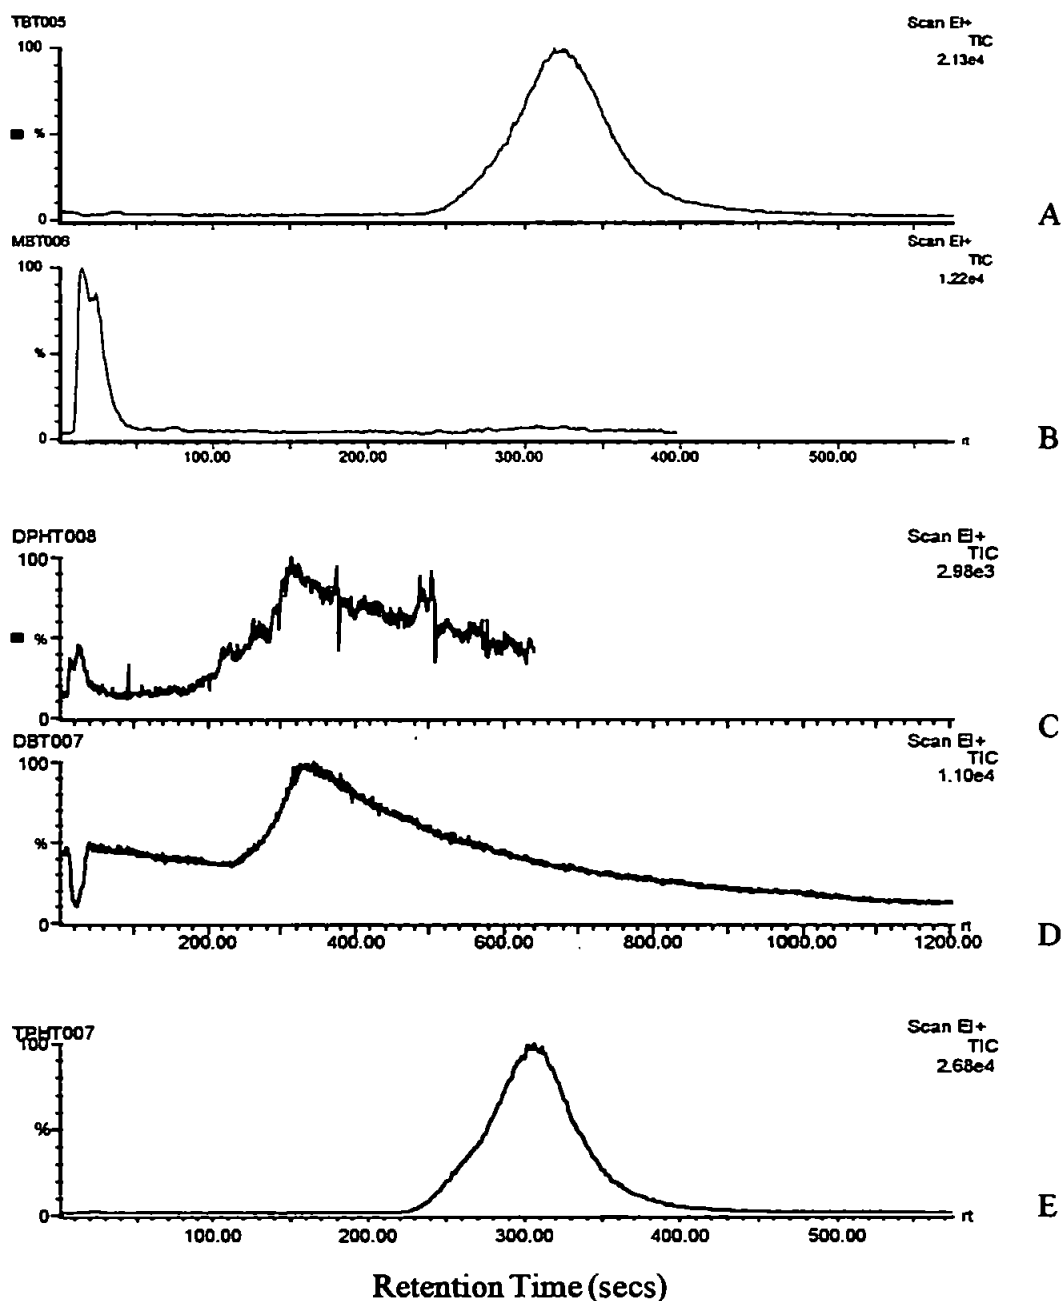 TBT005
Scan EI+
TIC
2.13e4
100
%
0
A
MBT006
Scan EI+
TIC
1.22e4
100
%
0
rt
100.00 200.00 300.00 400.00 500.00
B
DPHT008
Scan EI+
TIC
2.98e3
100
%
0
C
DBT007
Scan EI+
TIC
1.10e4
100
%
0
rt
200.00 400.00 600.00 800.00 1000.00 1200.00
D
TPHT007
Scan EI+
TIC
2.68e4
100
%
0
rt
100.00 200.00 300.00 400.00 500.00
E
Retention Time (secs)